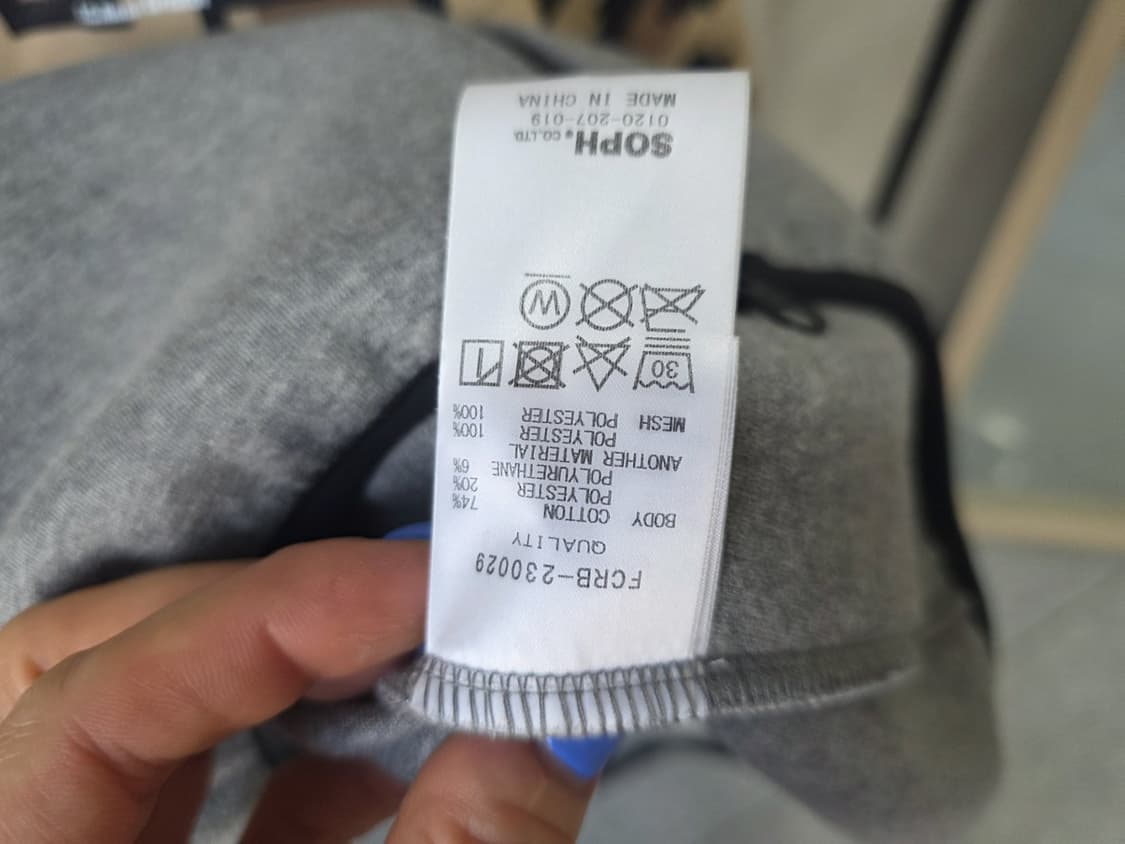 FCRB-230029
QUALITY
BODY COTTON 74%
POLYESTER 20%
POLYURETHANE 6%
ANOTHER MATERIAL
POLYESTER 100%
MESH POLYESTER 100%
30
W
SOPH® CO.,LTD.
0120-207-019
MADE IN CHINA